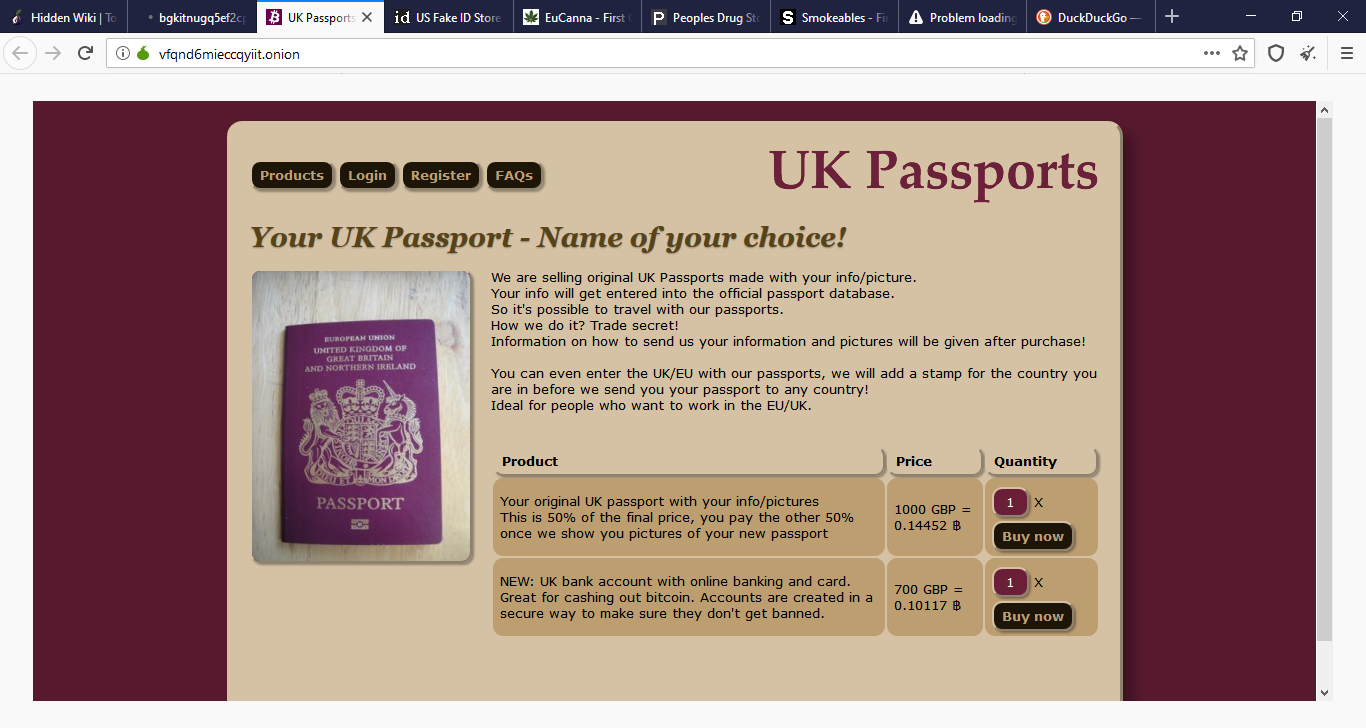 Hidden Wiki | To
bgkitnugq5ef2cp
UK Passports
US Fake ID Store
EuCanna - First
Peoples Drug Sto
Smokeables - Fi
Problem loading
DuckDuckGo —
vfqnd6mieccqyiit.onion
Products
Login
Register
FAQs
UK Passports
Your UK Passport - Name of your choice!
We are selling original UK Passports made with your info/picture.
Your info will get entered into the official passport database.
So it's possible to travel with our passports.
How we do it? Trade secret!
Information on how to send us your information and pictures will be given after purchase!
You can even enter the UK/EU with our passports, we will add a stamp for the country you
are in before we send you your passport to any country!
Ideal for people who want to work in the EU/UK.
EUROPEAN UNION
UNITED KINGDOM OF
GREAT BRITAIN
AND NORTHERN IRELAND
PASSPORT
Product
Price
Quantity
Your original UK passport with your info/pictures
This is 50% of the final price, you pay the other 50%
once we show you pictures of your new passport
1000 GBP =
0.14452 ฿
1 X
Buy now
NEW: UK bank account with online banking and card.
Great for cashing out bitcoin. Accounts are created in a
secure way to make sure they don't get banned.
700 GBP =
0.10117 ฿
1 X
Buy now